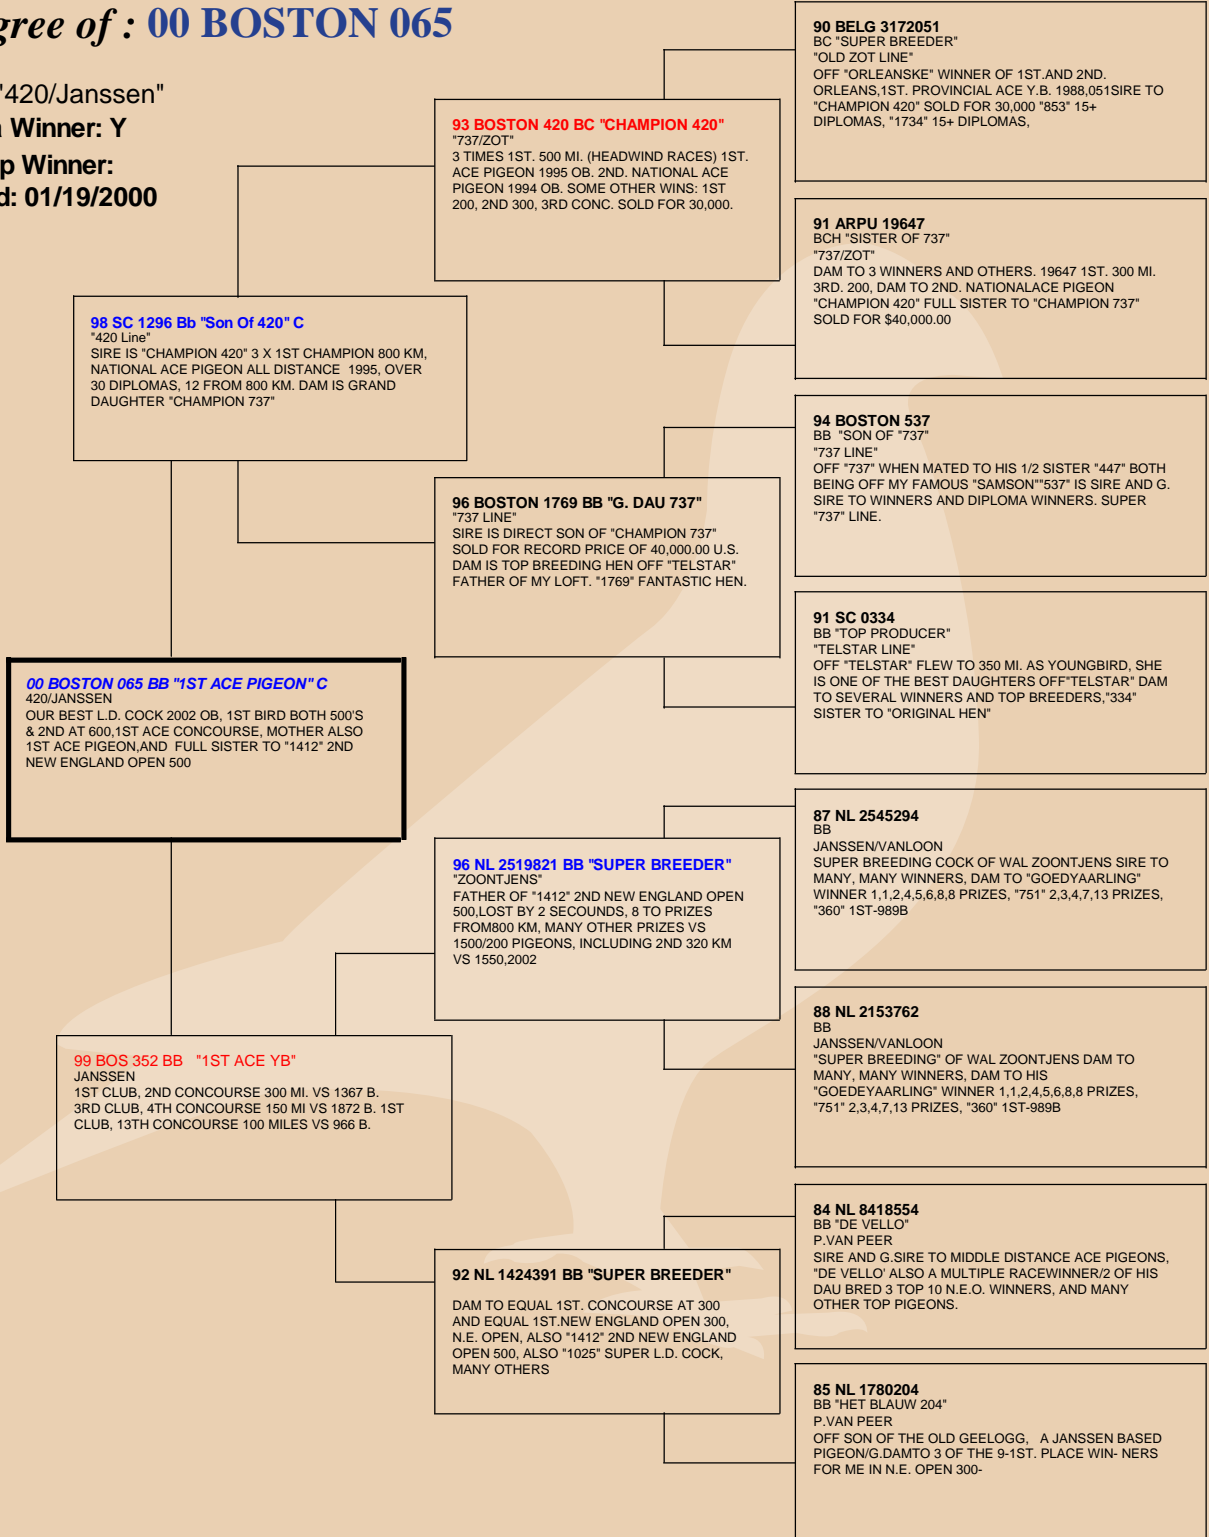 gree of : 00 BOSTON 065
"420/Janssen"
Winner: Y
p Winner:
d: 01/19/2000
90 BELG 3172051
BC "SUPER BREEDER"
"OLD ZOT LINE"
OFF "ORLEANSKE" WINNER OF 1ST.AND 2ND.
ORLEANS,1ST. PROVINCIAL ACE Y.B. 1988,051SIRE TO
"CHAMPION 420" SOLD FOR 30,000 "853" 15+
DIPLOMAS, "1734" 15+ DIPLOMAS,
93 BOSTON 420 BC "CHAMPION 420"
"737/ZOT"
3 TIMES 1ST. 500 MI. (HEADWIND RACES) 1ST.
ACE PIGEON 1995 OB. 2ND. NATIONAL ACE
PIGEON 1994 OB. SOME OTHER WINS: 1ST
200, 2ND 300, 3RD CONC. SOLD FOR 30,000.
91 ARPU 19647
BCH "SISTER OF 737"
"737/ZOT"
DAM TO 3 WINNERS AND OTHERS. 19647 1ST. 300 MI.
3RD. 200, DAM TO 2ND. NATIONALACE PIGEON
"CHAMPION 420" FULL SISTER TO "CHAMPION 737"
SOLD FOR $40,000.00
98 SC 1296 Bb "Son Of 420" C
"420 Line"
SIRE IS "CHAMPION 420" 3 X 1ST CHAMPION 800 KM,
NATIONAL ACE PIGEON ALL DISTANCE 1995, OVER
30 DIPLOMAS, 12 FROM 800 KM. DAM IS GRAND
DAUGHTER "CHAMPION 737"
94 BOSTON 537
BB "SON OF "737"
"737 LINE"
OFF "737" WHEN MATED TO HIS 1/2 SISTER "447" BOTH
BEING OFF MY FAMOUS "SAMSON""537" IS SIRE AND G.
SIRE TO WINNERS AND DIPLOMA WINNERS. SUPER
"737" LINE.
96 BOSTON 1769 BB "G. DAU 737"
"737 LINE"
SIRE IS DIRECT SON OF "CHAMPION 737"
SOLD FOR RECORD PRICE OF 40,000.00 U.S.
DAM IS TOP BREEDING HEN OFF "TELSTAR"
FATHER OF MY LOFT. "1769" FANTASTIC HEN.
91 SC 0334
BB "TOP PRODUCER"
"TELSTAR LINE"
OFF "TELSTAR" FLEW TO 350 MI. AS YOUNGBIRD, SHE
IS ONE OF THE BEST DAUGHTERS OFF"TELSTAR" DAM
TO SEVERAL WINNERS AND TOP BREEDERS,"334"
SISTER TO "ORIGINAL HEN"
00 BOSTON 065 BB "1ST ACE PIGEON" C
420/JANSSEN
OUR BEST L.D. COCK 2002 OB, 1ST BIRD BOTH 500'S
& 2ND AT 600,1ST ACE CONCOURSE, MOTHER ALSO
1ST ACE PIGEON,AND FULL SISTER TO "1412" 2ND
NEW ENGLAND OPEN 500
87 NL 2545294
BB
JANSSEN/VANLOON
SUPER BREEDING COCK OF WAL ZOONTJENS SIRE TO
MANY, MANY WINNERS, DAM TO "GOEDYAARLING"
WINNER 1,1,2,4,5,6,8,8 PRIZES, "751" 2,3,4,7,13 PRIZES,
"360" 1ST-989B
96 NL 2519821 BB "SUPER BREEDER"
"ZOONTJENS"
FATHER OF "1412" 2ND NEW ENGLAND OPEN
500,LOST BY 2 SECOUNDS, 8 TO PRIZES
FROM800 KM, MANY OTHER PRIZES VS
1500/200 PIGEONS, INCLUDING 2ND 320 KM
VS 1550,2002
88 NL 2153762
BB
JANSSEN/VANLOON
"SUPER BREEDING" OF WAL ZOONTJENS DAM TO
MANY, MANY WINNERS, DAM TO HIS
"GOEDEYAARLING" WINNER 1,1,2,4,5,6,8,8 PRIZES,
"751" 2,3,4,7,13 PRIZES, "360" 1ST-989B
99 BOS 352 BB "1ST ACE YB"
JANSSEN
1ST CLUB, 2ND CONCOURSE 300 MI. VS 1367 B.
3RD CLUB, 4TH CONCOURSE 150 MI VS 1872 B. 1ST
CLUB, 13TH CONCOURSE 100 MILES VS 966 B.
84 NL 8418554
BB "DE VELLO"
P.VAN PEER
SIRE AND G.SIRE TO MIDDLE DISTANCE ACE PIGEONS,
"DE VELLO' ALSO A MULTIPLE RACEWINNER/2 OF HIS
DAU BRED 3 TOP 10 N.E.O. WINNERS, AND MANY
OTHER TOP PIGEONS.
92 NL 1424391 BB "SUPER BREEDER"
DAM TO EQUAL 1ST. CONCOURSE AT 300
AND EQUAL 1ST.NEW ENGLAND OPEN 300,
N.E. OPEN, ALSO "1412" 2ND NEW ENGLAND
OPEN 500, ALSO "1025" SUPER L.D. COCK,
MANY OTHERS
85 NL 1780204
BB "HET BLAUW 204"
P.VAN PEER
OFF SON OF THE OLD GEELOGG, A JANSSEN BASED
PIGEON/G.DAMTO 3 OF THE 9-1ST. PLACE WIN- NERS
FOR ME IN N.E. OPEN 300-